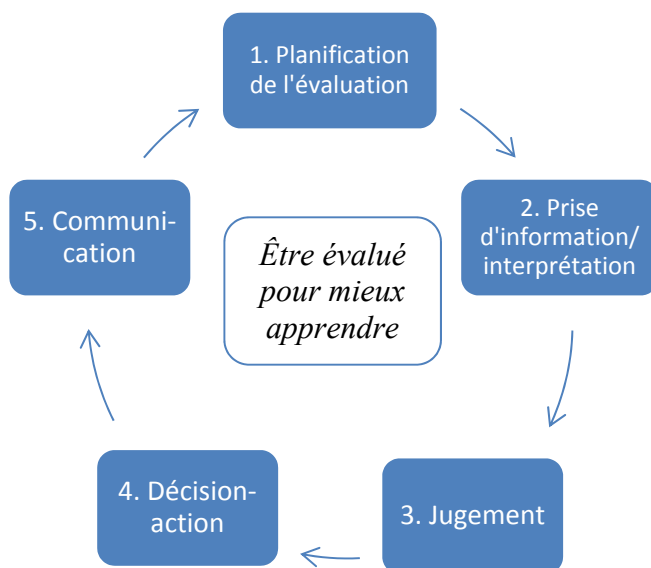 1. Planification
de l'évaluation
2. Prise
d'information/
interprétation
3. Jugement
4. Décision-
action
5. Communi-
cation
Être évalué
pour mieux
apprendre